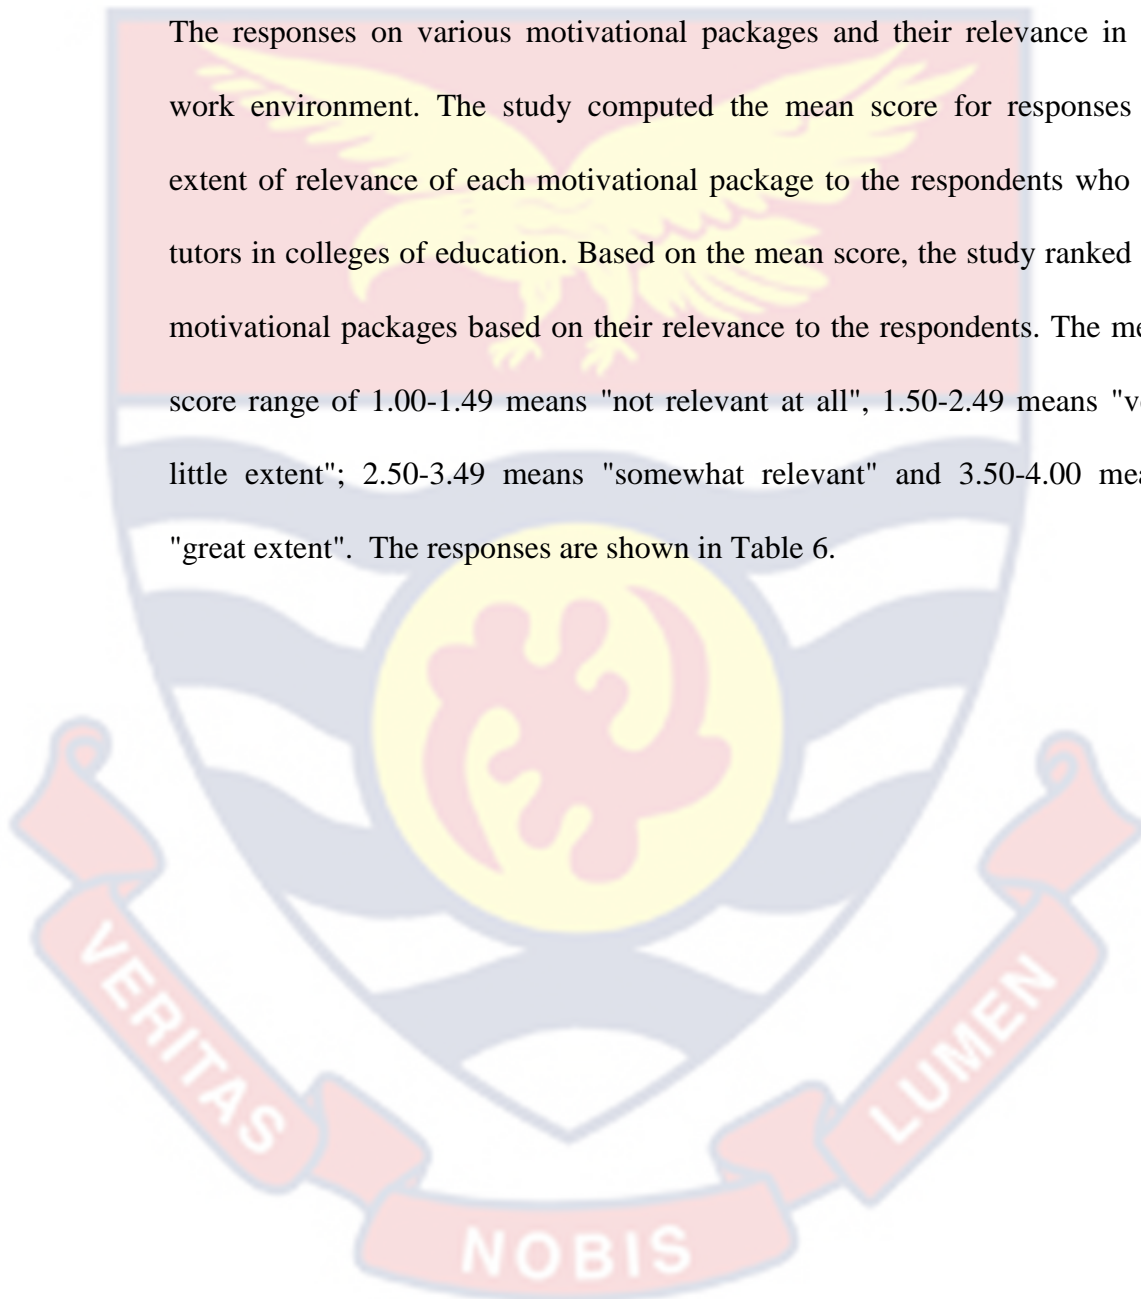 The responses on various motivational packages and their relevance in
work environment. The study computed the mean score for responses
extent of relevance of each motivational package to the respondents who
tutors in colleges of education. Based on the mean score, the study ranked
motivational packages based on their relevance to the respondents. The me
score range of 1.00-1.49 means "not relevant at all", 1.50-2.49 means "ve
little extent"; 2.50-3.49 means "somewhat relevant" and 3.50-4.00 mea
"great extent". The responses are shown in Table 6.
VERITAS
NOBIS
LUMEN